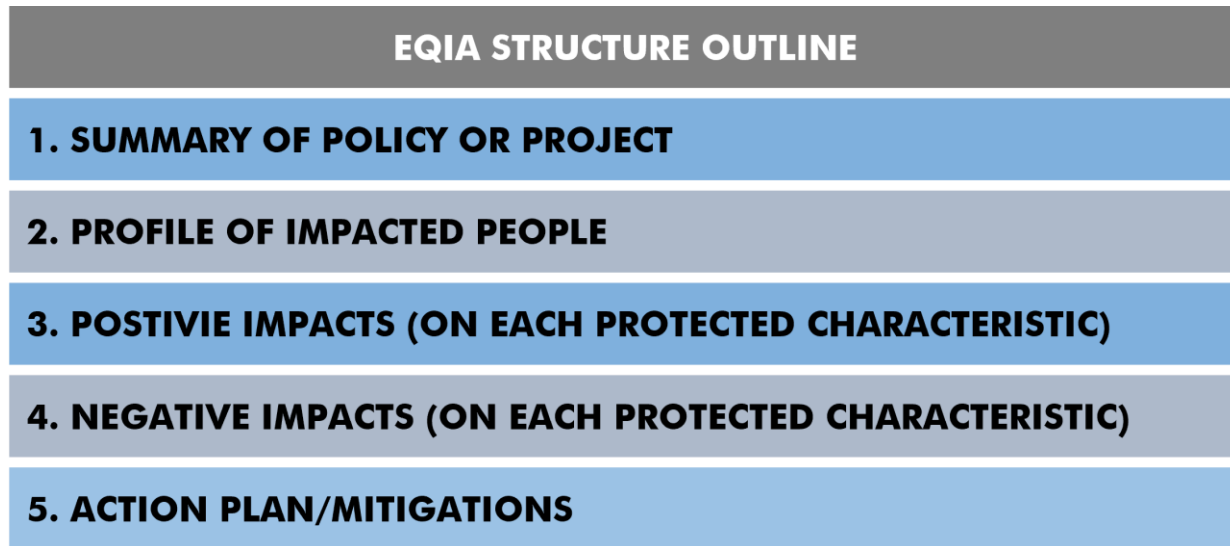 EQIA STRUCTURE OUTLINE
1. SUMMARY OF POLICY OR PROJECT
2. PROFILE OF IMPACTED PEOPLE
3. POSTIVIE IMPACTS (ON EACH PROTECTED CHARACTERISTIC)
4. NEGATIVE IMPACTS (ON EACH PROTECTED CHARACTERISTIC)
5. ACTION PLAN/MITIGATIONS